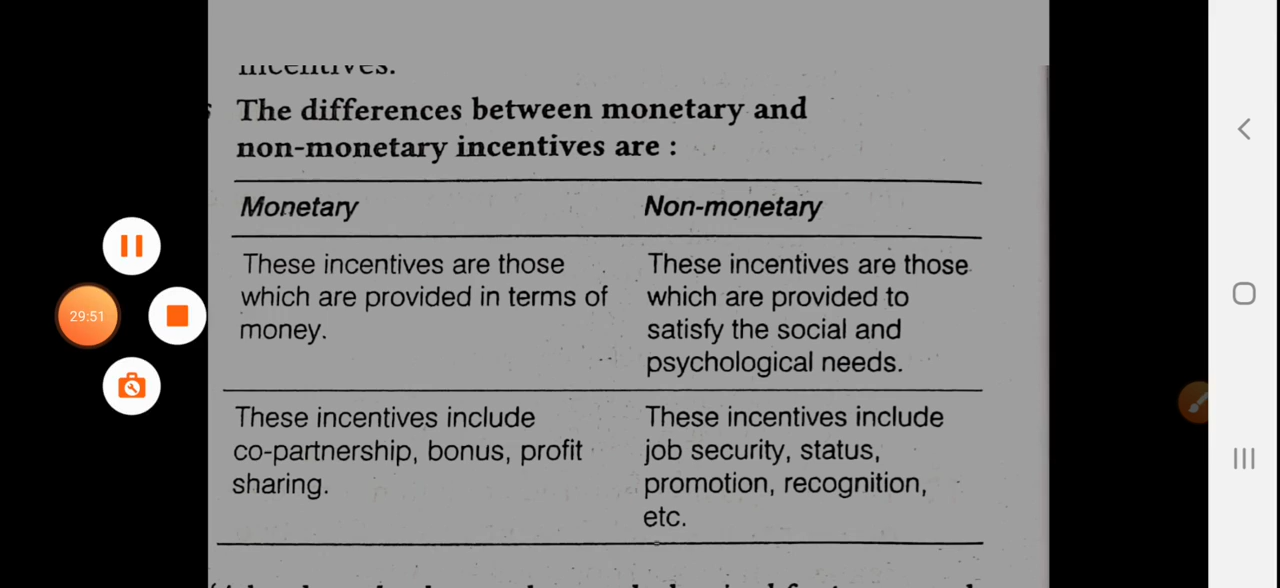 incentives.
The differences between monetary and
non-monetary incentives are :
Monetary
Non-monetary
These incentives are those
which are provided in terms of
money.
These incentives are those
which are provided to
satisfy the social and
psychological needs.
These incentives include
co-partnership, bonus, profit
sharing.
These incentives include
job security, status,
promotion, recognition,
etc.
29:51